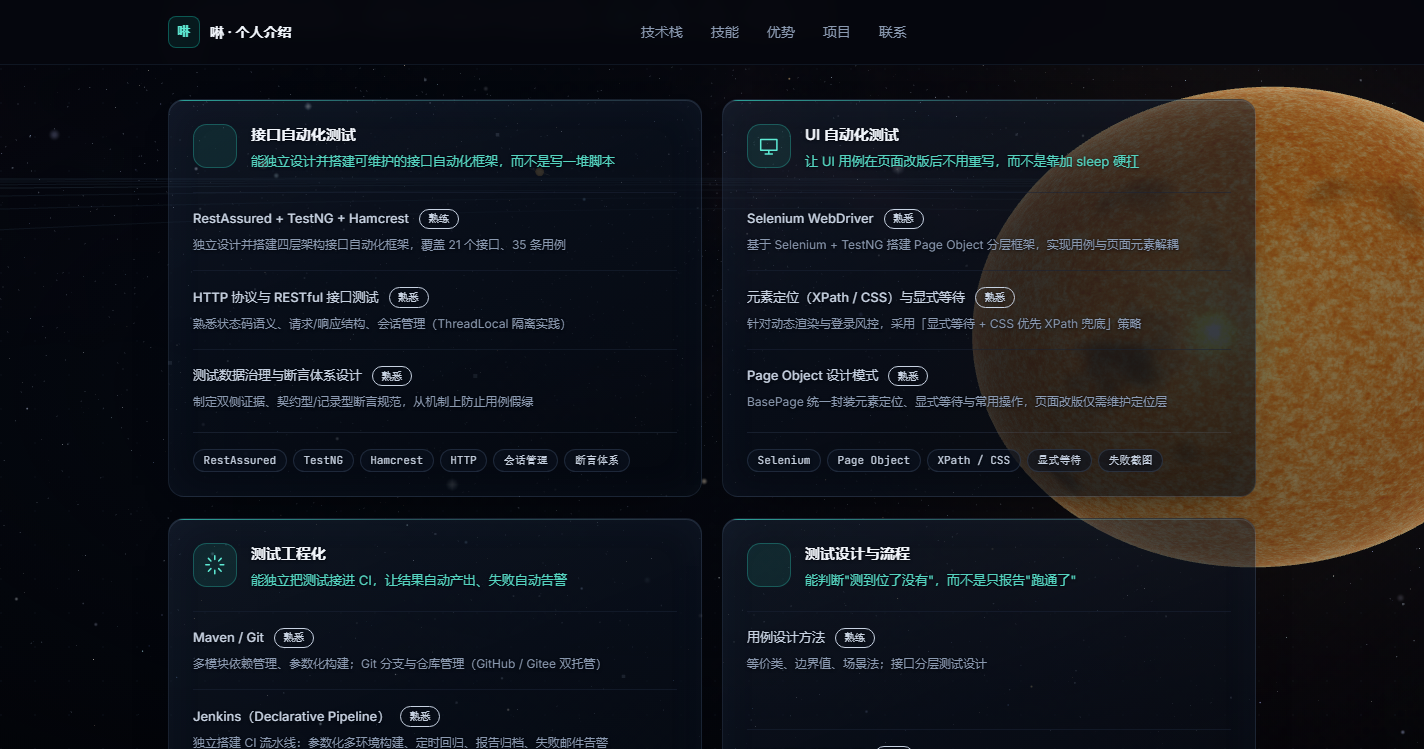 咻
咻 · 个人介绍
技术栈
技能
优势
项目
联系
接口自动化测试
能独立设计并搭建可维护的接口自动化框架，而不是写一堆脚本
RestAssured + TestNG + Hamcrest 熟练
独立设计并搭建四层架构接口自动化框架，覆盖 21 个接口、35 条用例
HTTP 协议与 RESTful 接口测试 熟悉
熟悉状态码语义、请求/响应结构、会话管理（ThreadLocal 隔离实践）
测试数据治理与断言体系设计 熟悉
制定双侧证据、契约型/记录型断言规范，从机制上防止用例假绿
RestAssured
TestNG
Hamcrest
HTTP
会话管理
断言体系
UI 自动化测试
让 UI 用例在页面改版后不用重写，而不是靠加 sleep 硬扛
Selenium WebDriver 熟悉
基于 Selenium + TestNG 搭建 Page Object 分层框架，实现用例与页面元素解耦
元素定位（XPath / CSS）与显式等待 熟悉
针对动态渲染与登录风控，采用「显式等待 + CSS 优先 XPath 兜底」策略
Page Object 设计模式 熟悉
BasePage 统一封装元素定位、显式等待与常用操作，页面改版仅需维护定位层
Selenium
Page Object
XPath / CSS
显式等待
失败截图
测试工程化
能独立把测试接进 CI，让结果自动产出、失败自动告警
Maven / Git 熟悉
多模块依赖管理、参数化构建；Git 分支与仓库管理（GitHub / Gitee 双托管）
Jenkins（Declarative Pipeline） 熟悉
独立搭建 CI 流水线：参数化多环境构建、定时回归、报告归档、失败邮件告警
测试设计与流程
能判断"测到位了没有"，而不是只报告"跑通了"
用例设计方法 熟练
等价类、边界值、场景法；接口分层测试设计